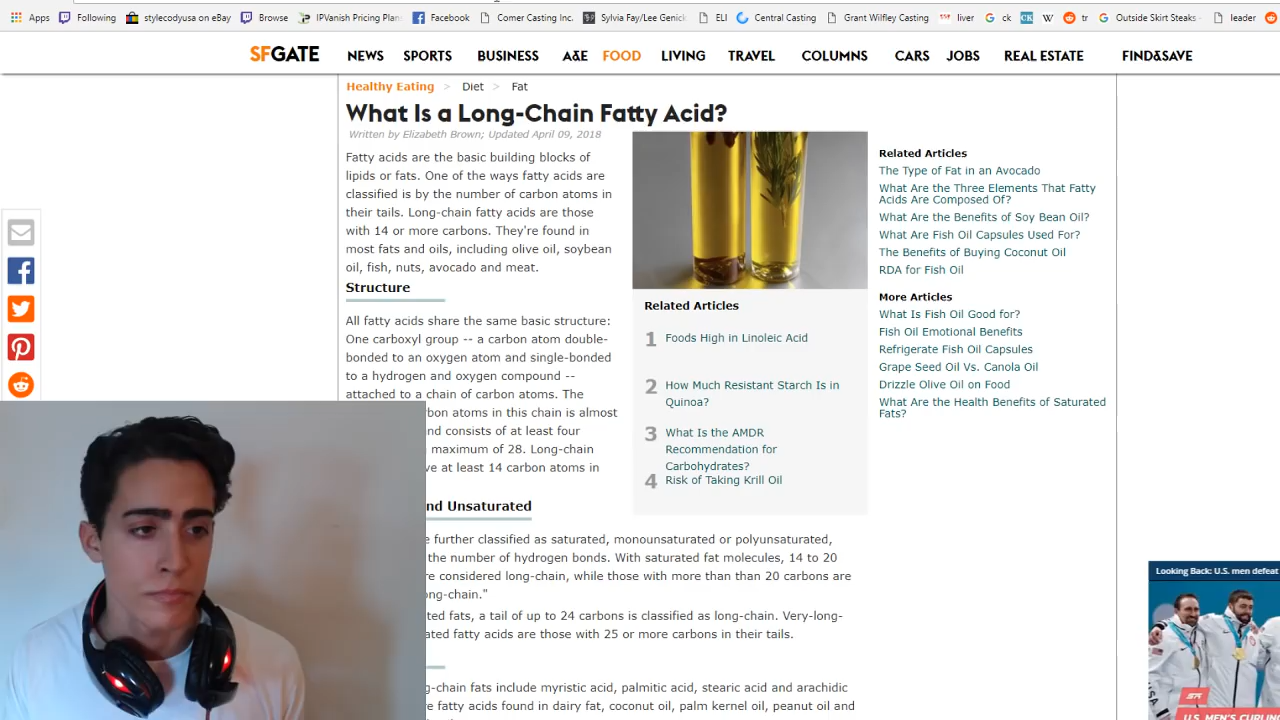 Apps
Following
stylecodyusa on eBay
Browse
IPVanish Pricing Plan
Facebook
Comer Casting Inc.
Sylvia Fay/Lee Genick
ELI
Central Casting
Grant Wilfley Casting
liver
ck
tr
Outside Skirt Steaks
leader
SFGATE
NEWS
SPORTS
BUSINESS
A&E
FOOD
LIVING
TRAVEL
COLUMNS
CARS
JOBS
REAL ESTATE
FIND&SAVE
Healthy Eating > Diet > Fat
What Is a Long-Chain Fatty Acid?
Written by Elizabeth Brown; Updated April 09, 2018
Fatty acids are the basic building blocks of
lipids or fats. One of the ways fatty acids are
classified is by the number of carbon atoms in
their tails. Long-chain fatty acids are those
with 14 or more carbons. They're found in
most fats and oils, including olive oil, soybean
oil, fish, nuts, avocado and meat.
Structure
All fatty acids share the same basic structure:
One carboxyl group -- a carbon atom double-
bonded to an oxygen atom and single-bonded
to a hydrogen and oxygen compound --
attached to a chain of carbon atoms. The
rbon atoms in this chain is almost
nd consists of at least four
maximum of 28. Long-chain
ve at least 14 carbon atoms in
nd Unsaturated
e further classified as saturated, monounsaturated or polyunsaturated,
the number of hydrogen bonds. With saturated fat molecules, 14 to 20
re considered long-chain, while those with more than than 20 carbons are
ong-chain."
ted fats, a tail of up to 24 carbons is classified as long-chain. Very-long-
ated fatty acids are those with 25 or more carbons in their tails.
g-chain fats include myristic acid, palmitic acid, stearic acid and arachidic
e fatty acids found in dairy fat, coconut oil, palm kernel oil, peanut oil and
Related Articles
1 Foods High in Linoleic Acid
2 How Much Resistant Starch Is in
Quinoa?
3 What Is the AMDR
Recommendation for
Carbohydrates?
4 Risk of Taking Krill Oil
Related Articles
The Type of Fat in an Avocado
What Are the Three Elements That Fatty
Acids Are Composed Of?
What Are the Benefits of Soy Bean Oil?
What Are Fish Oil Capsules Used For?
The Benefits of Buying Coconut Oil
RDA for Fish Oil
More Articles
What Is Fish Oil Good for?
Fish Oil Emotional Benefits
Refrigerate Fish Oil Capsules
Grape Seed Oil Vs. Canola Oil
Drizzle Olive Oil on Food
What Are the Health Benefits of Saturated
Fats?
Looking Back: U.S. men defeat
U.S. MEN'S CURLIN